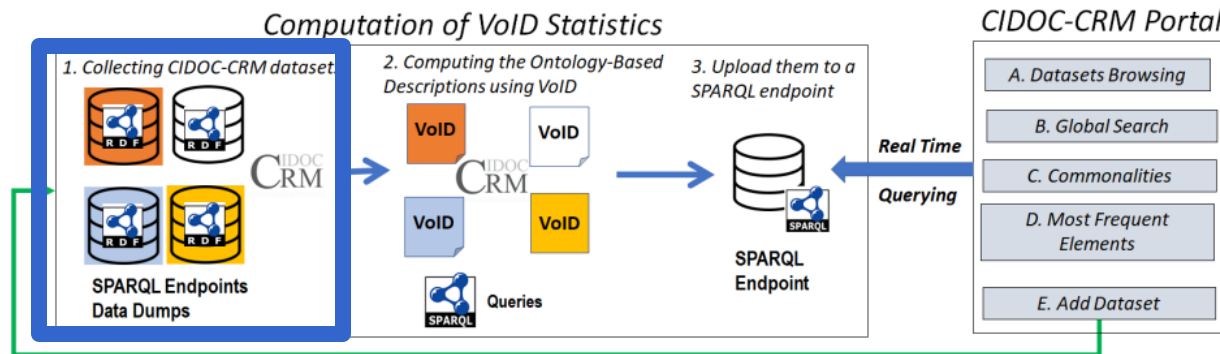 Computation of VoID Statistics
CIDOC-CRM Portal
1. Collecting CIDOC-CRM datasets
RDF
RDF
CIDOC
CRM
RDF
RDF
SPARQL Endpoints
Data Dumps
2. Computing the Ontology-Based
Descriptions using VoID
VoID
VoID
CIDOC
CRM
VoID
VoID
SPARQL
Queries
3. Upload them to a
SPARQL endpoint
SPARQL
SPARQL
Endpoint
Real Time
Querying
A. Datasets Browsing
B. Global Search
C. Commonalities
D. Most Frequent
Elements
E. Add Dataset